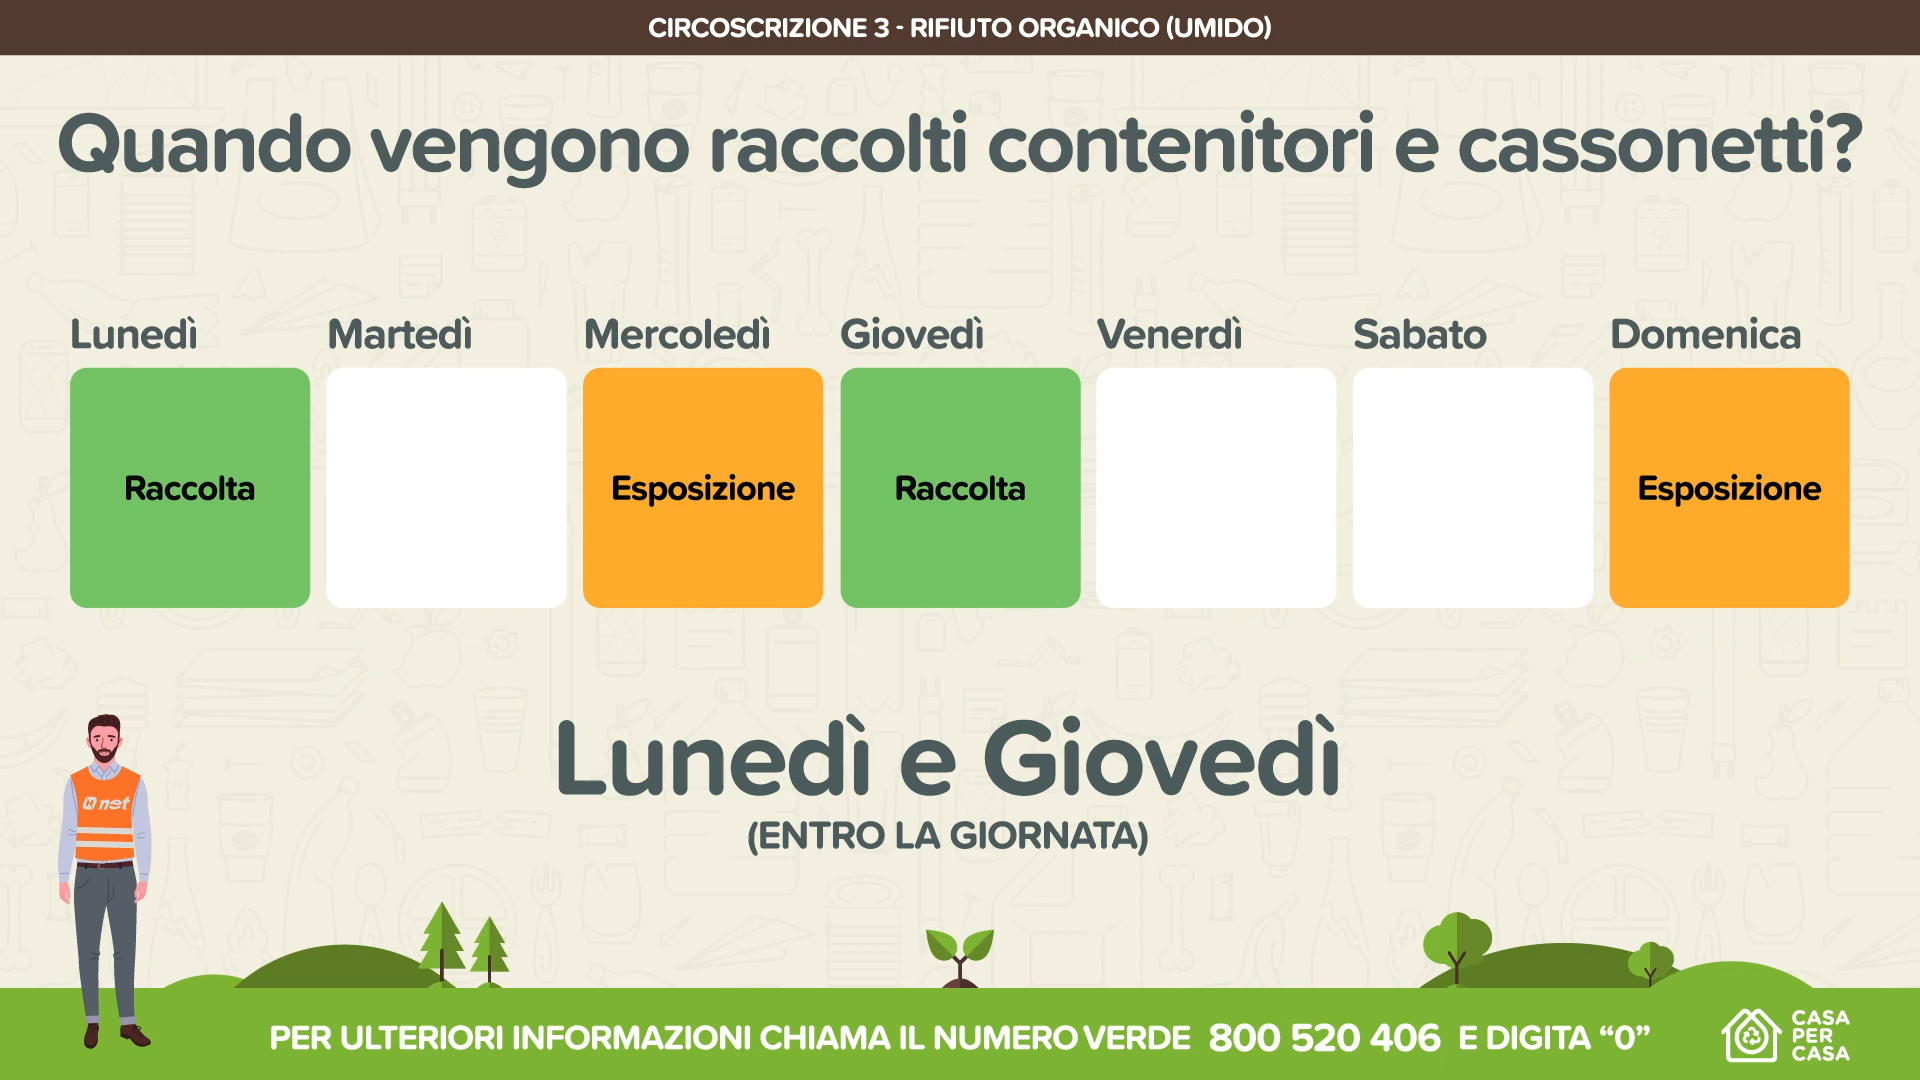 CIRCOSCRIZIONE 3 - RIFIUTO ORGANICO (UMIDO)
Quando vengono raccolti contenitori e cassonetti?
Lunedì Martedì Mercoledì Giovedì Venerdì Sabato Domenica
Raccolta Esposizione Raccolta Esposizione
Lunedì e Giovedì
(ENTRO LA GIORNATA)
net
PER ULTERIORI INFORMAZIONI CHIAMA IL NUMERO VERDE 800 520 406 E DIGITA “0”
CASA
PER
CASA